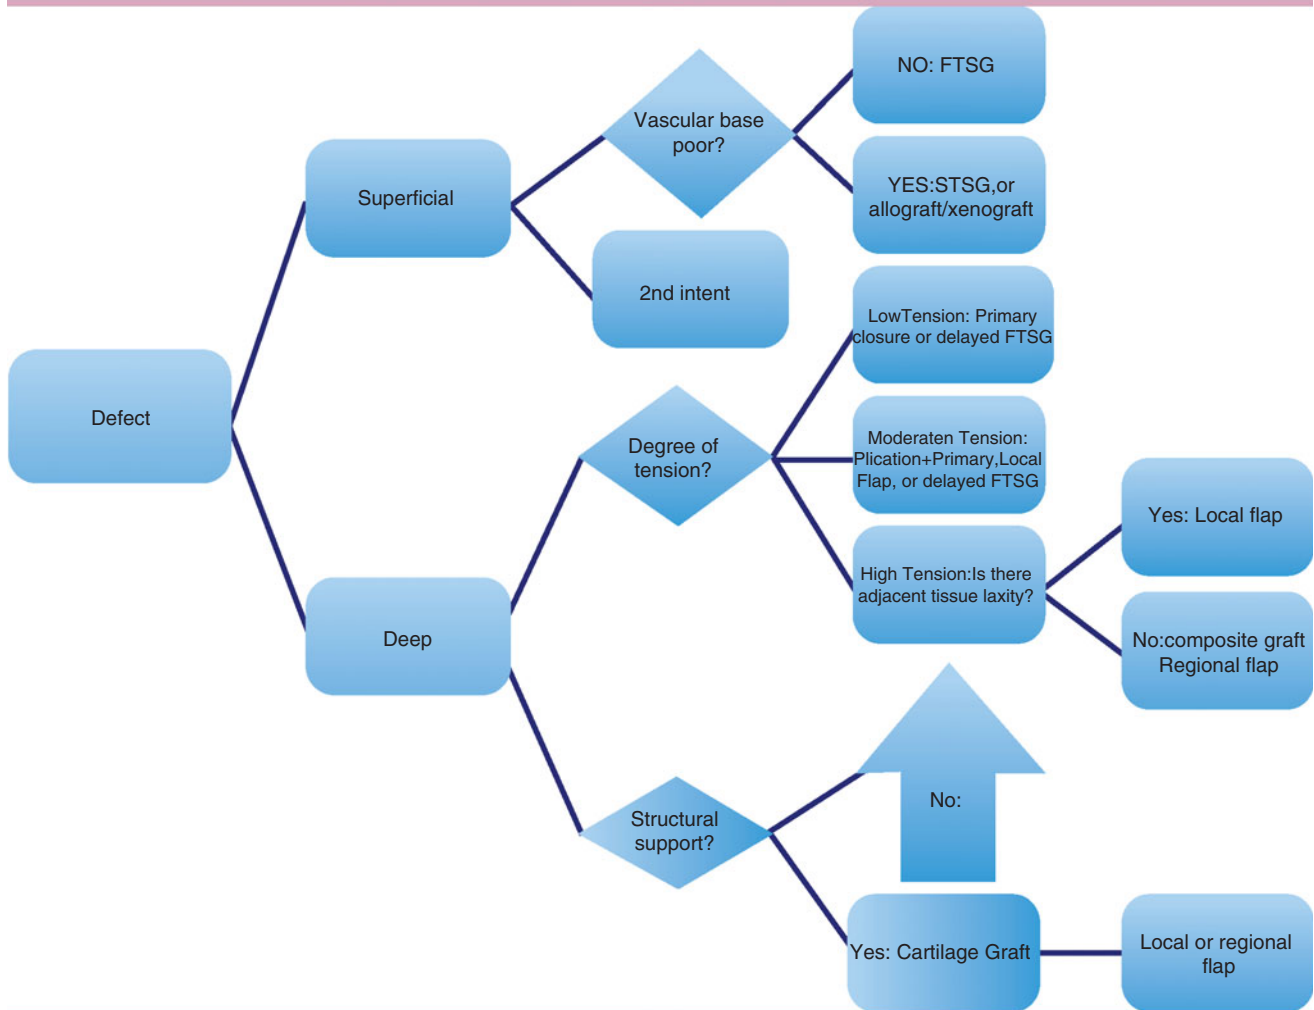 Defect
Superficial
Vascular base
poor?
NO: FTSG
YES:STSG,or
allograft/xenograft
2nd intent
Deep
Degree of
tension?
LowTension: Primary
closure or delayed FTSG
Moderaten Tension:
Plication+Primary,Local
Flap, or delayed FTSG
High Tension:Is there
adjacent tissue laxity?
Yes: Local flap
No:composite graft
Regional flap
Structural
support?
No:
Yes: Cartilage Graft
Local or regional
flap